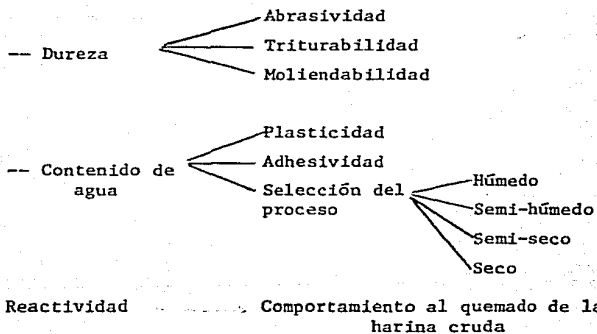 Abrasividad
-- Dureza
Triturabilidad
Moliendabilidad
Plasticidad
-- Contenido de
agua
Adhesividad
Selección del
proceso
Húmedo
Semi-húmedo
Semi-seco
Seco
Reactividad
Comportamiento al quemado de la
harina cruda